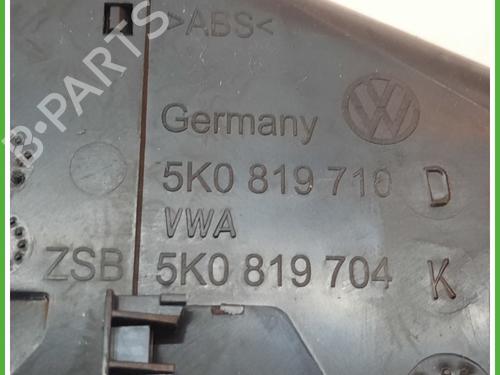 >ABS<
B-PARTS
Germany
5K0 819 710 D
VWA
ZSB 5K0 819 704 K